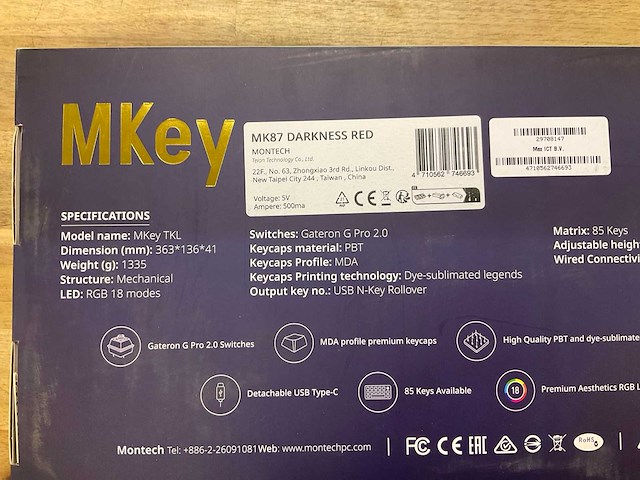 MKey
MK87 DARKNESS RED
MONTECH
Teian Technology Co., Ltd.
22F., No. 63, Zhongxiao 3rd Rd., Linkou Dist.,
New Taipei City 244 , Taiwan , China
Voltage: 5V
Ampere: 500ma
4 710562 746693
29700147
Max ICT B.V.
4710562746693
SPECIFICATIONS
Model name: MKey TKL
Dimension (mm): 363*136*41
Weight (g): 1335
Structure: Mechanical
LED: RGB 18 modes
Switches: Gateron G Pro 2.0
Keycaps material: PBT
Keycaps Profile: MDA
Keycaps Printing technology: Dye-sublimated legends
Output key no.: USB N-Key Rollover
Matrix: 85 Keys
Adjustable heigh
Wired Connectivi
Gateron G Pro 2.0 Switches
MDA profile premium keycaps
High Quality PBT and dye-sublimate
Detachable USB Type-C
85 Keys Available
18
Premium Aesthetics RGB L
Montech Tel: +886-2-26091081Web: www.montechpc.com
FC CE EAC RoHS